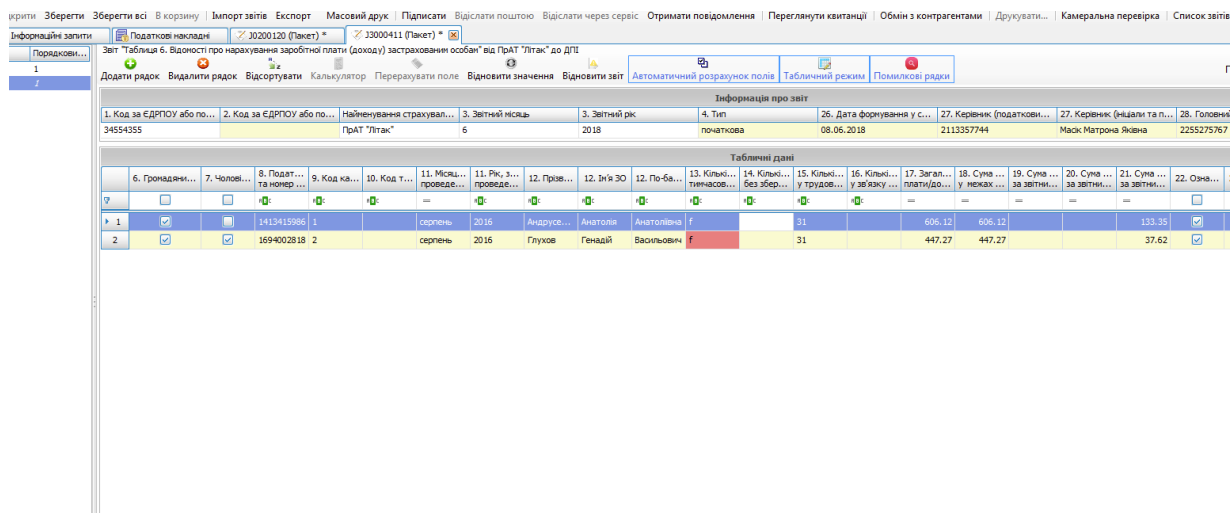 Зберегти Зберегти всі В корзину Імпорт звітів Експорт Масовий друк Підписати Відіслати поштою Відіслати через сервіс Отримати повідомлення Переглянути квитанції Обмін з контрагентами Друкувати... Камеральна перевірка Список звітів
Інформаційні запити Податкові накладні J0200120 (Пакет) * J3000411 (Пакет) *
Порядкови... Звіт "Таблиця 6. Відомості про нарахування заробітної плати (доходу) застрахованим особам" від ПрАТ "Літак" до ДПІ
1
1
Додати рядок Видалити рядок Відсортувати Калькулятор Перерахувати поле Відновити значення Відновити звіт Автоматичний розрахунок полів Табличний режим Помилкові рядки
Інформація про звіт
1. Код за ЄДРПОУ або по... 2. Код за ЄДРПОУ або по... Найменування страхувал... 3. Звітний місяць 3. Звітний рік 4. Тип 26. Дата формування у с... 27. Керівник (податкови... 27. Керівник (ініціали та п... 28. Головний
34554355 ПрАТ "Літак" 6 2018 початкова 08.06.2018 2113357744 Масік Матрона Яківна 2255275767
Табличні дані
6. Громадяни... 7. Чолові... 8. Подат... та номер ... 9. Код ка... 10. Код т... 11. Місяц... проведе... 11. Рік, з... проведе... 12. Прізв... 12. Ім'я ЗО 12. По-ба... 13. Кількі... тимчасов... 14. Кількі... без збер... 15. Кількі... у трудов... 16. Кількі... у зв'язку ... 17. Загал... плати/до... 18. Сума ... у межах ... 19. Сума ... за звітни... 20. Сума ... за звітни... 21. Сума ... за звітни... 22. Озна...
1 1413415986 1 серпень 2016 Андрусе... Анатолія Анатоліївна f 31 606.12 606.12 133.35
2 1694002818 2 серпень 2016 Глухов Генадій Васильович f 31 447.27 447.27 37.62